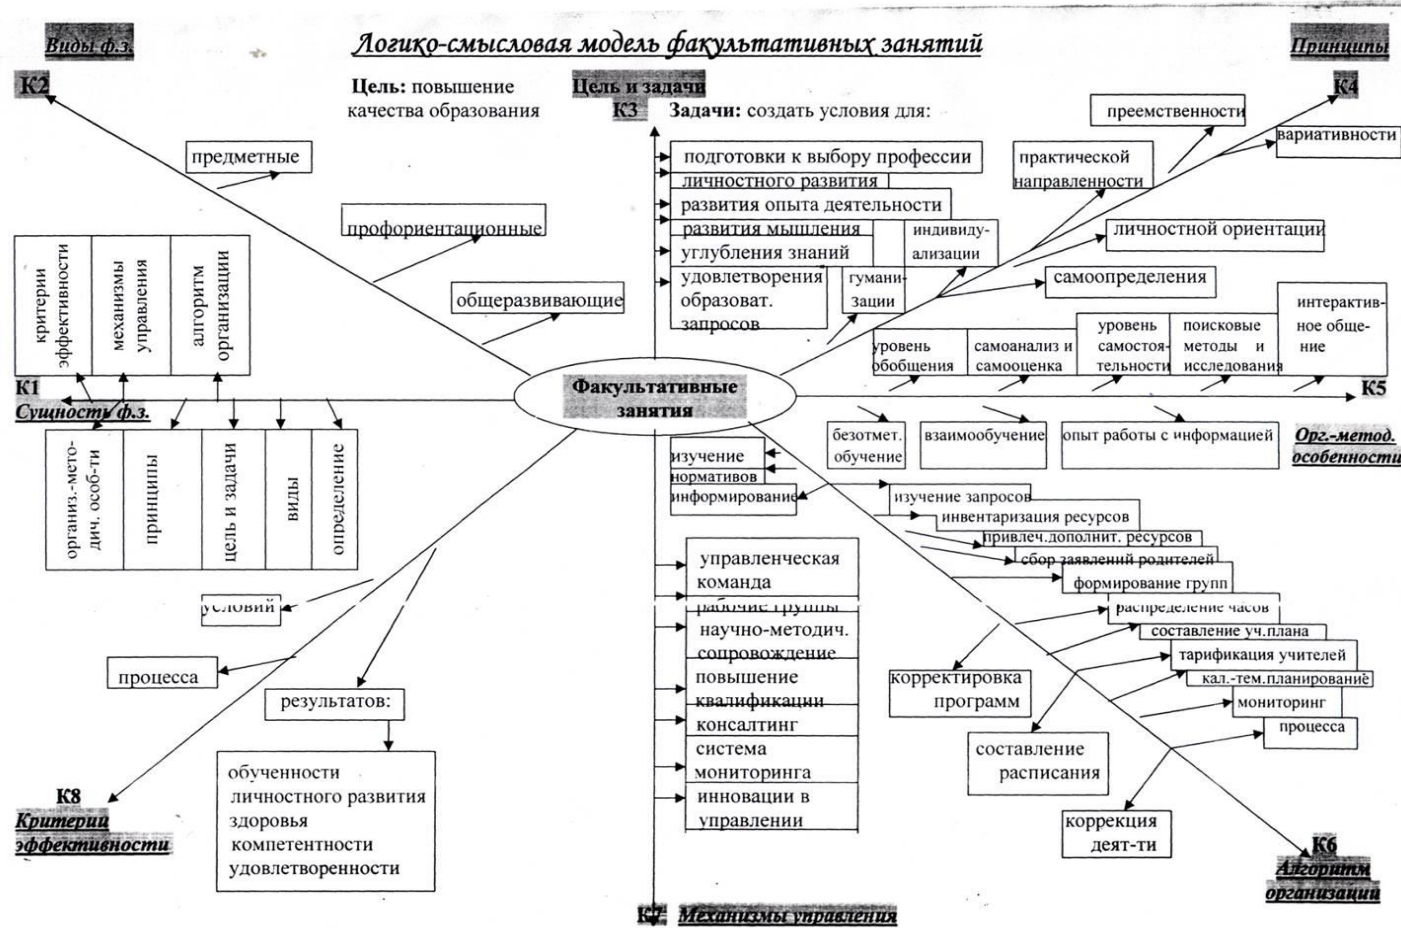 Виды ф.з.
Логико-смысловая модель факультативных занятий
Принципы
К2
Цель: повышение
качества образования
Цель и задачи
К3
Задачи: создать условия для:
К4
предметные
профориентационные
общеразвивающие
подготовки к выбору профессии
личностного развития
развития опыта деятельности
развития мышления
углубления знаний
удовлетворения
образоват.
запросов
гумани-
зации
индивиду-
ализации
практической
направленности
преемственности
вариативности
личностной ориентации
самоопределения
критерии
эффективности
механизмы
управления
алгоритм
организации
К1
Сущность ф.з.
организ.-мето-
дич. особ-ти
принципы
цель и задачи
виды
определение
Факультативные
занятия
уровень
обобщения
самоанализ и
самооценка
уровень
самостоя-
тельности
поисковые
методы и
исследования
интерактив-
ное обще-
ние
К5
Орг.-метод.
особенности
безотмет.
обучение
взаимообучение
опыт работы с информацией
изучение
нормативов
информирование
изучение запросов
инвентаризация ресурсов
привлеч.дополнит. ресурсов
сбор заявлений родителей
формирование групп
распределение часов
составление уч.плана
тарификация учителей
кал.-тем.планирование
мониторинг
процесса
корректировка
программ
составление
расписания
коррекция
деят-ти
К6
Алгоритм
организации
управленческая
команда
рабочие группы
научно-методич.
сопровождение
повышение
квалификации
консалтинг
система
мониторинга
инновации в
управлении
К7 Механизмы управления
условий
процесса
результатов:
обученности
личностного развития
здоровья
компетентности
удовлетворенности
К8
Критерии
эффективности